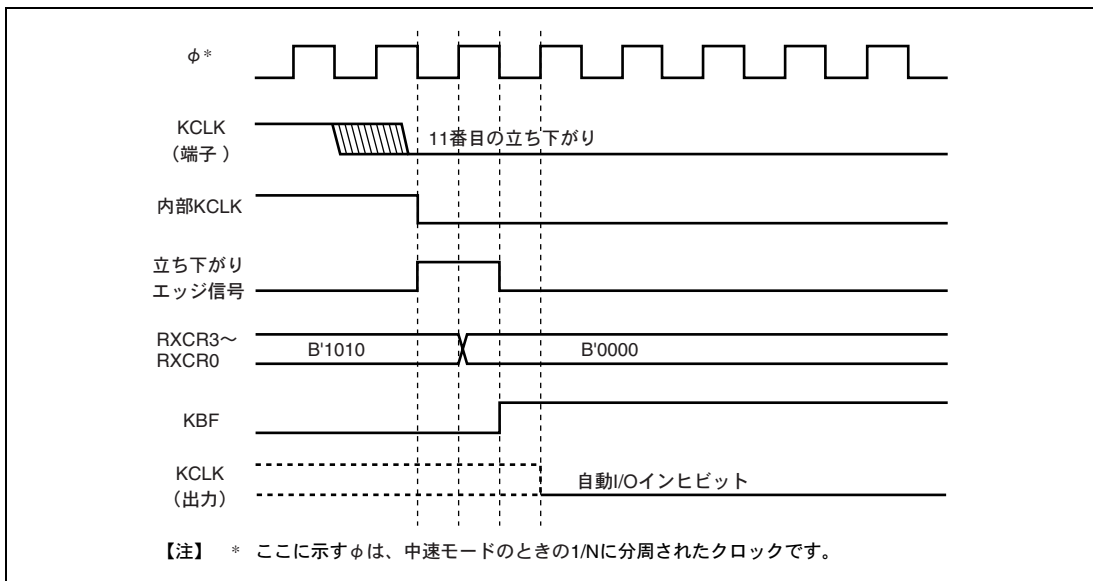 φ*
KCLK
（端子 ）
11番目の立ち下がり
内部KCLK
立ち下がり
エッジ信号
RXCR3〜
RXCR0
B'1010
B'0000
KBF
KCLK
（出力）
自動I/Oインヒビット
【注】 * ここに示すφは、中速モードのときの1/Nに分周されたクロックです。